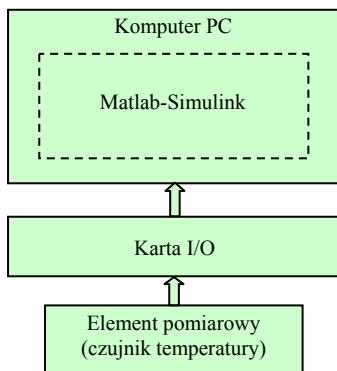 Komputer PC
Matlab-Simulink
Karta I/O
Element pomiarowy
(czujnik temperatury)